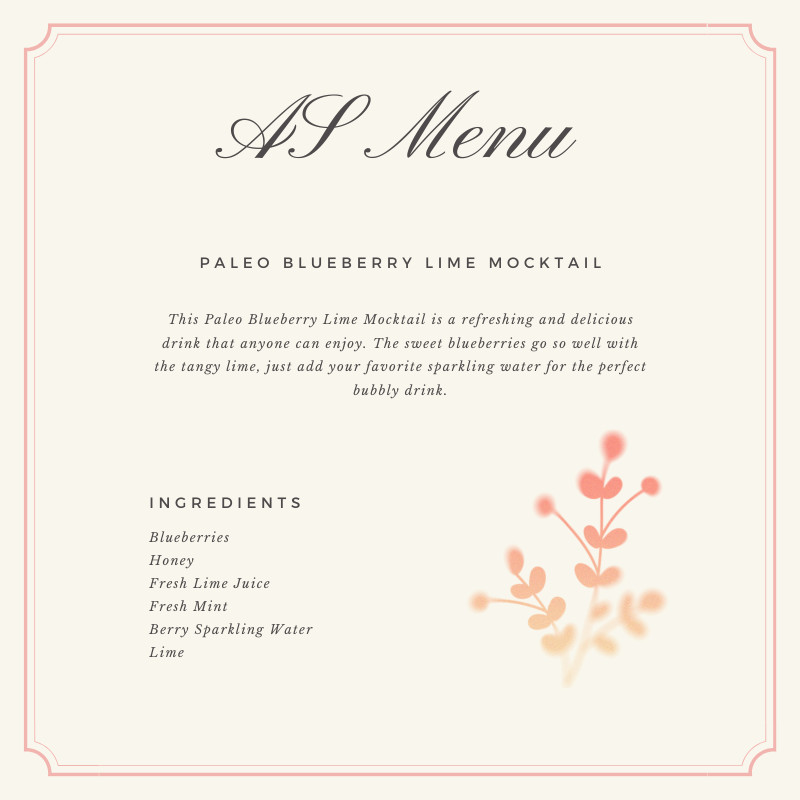 AS Menu
PALEO BLUEBERRY LIME MOCKTAIL
This Paleo Blueberry Lime Mocktail is a refreshing and delicious
drink that anyone can enjoy. The sweet blueberries go so well with
the tangy lime, just add your favorite sparkling water for the perfect
bubbly drink.
INGREDIENTS
Blueberries
Honey
Fresh Lime Juice
Fresh Mint
Berry Sparkling Water
Lime